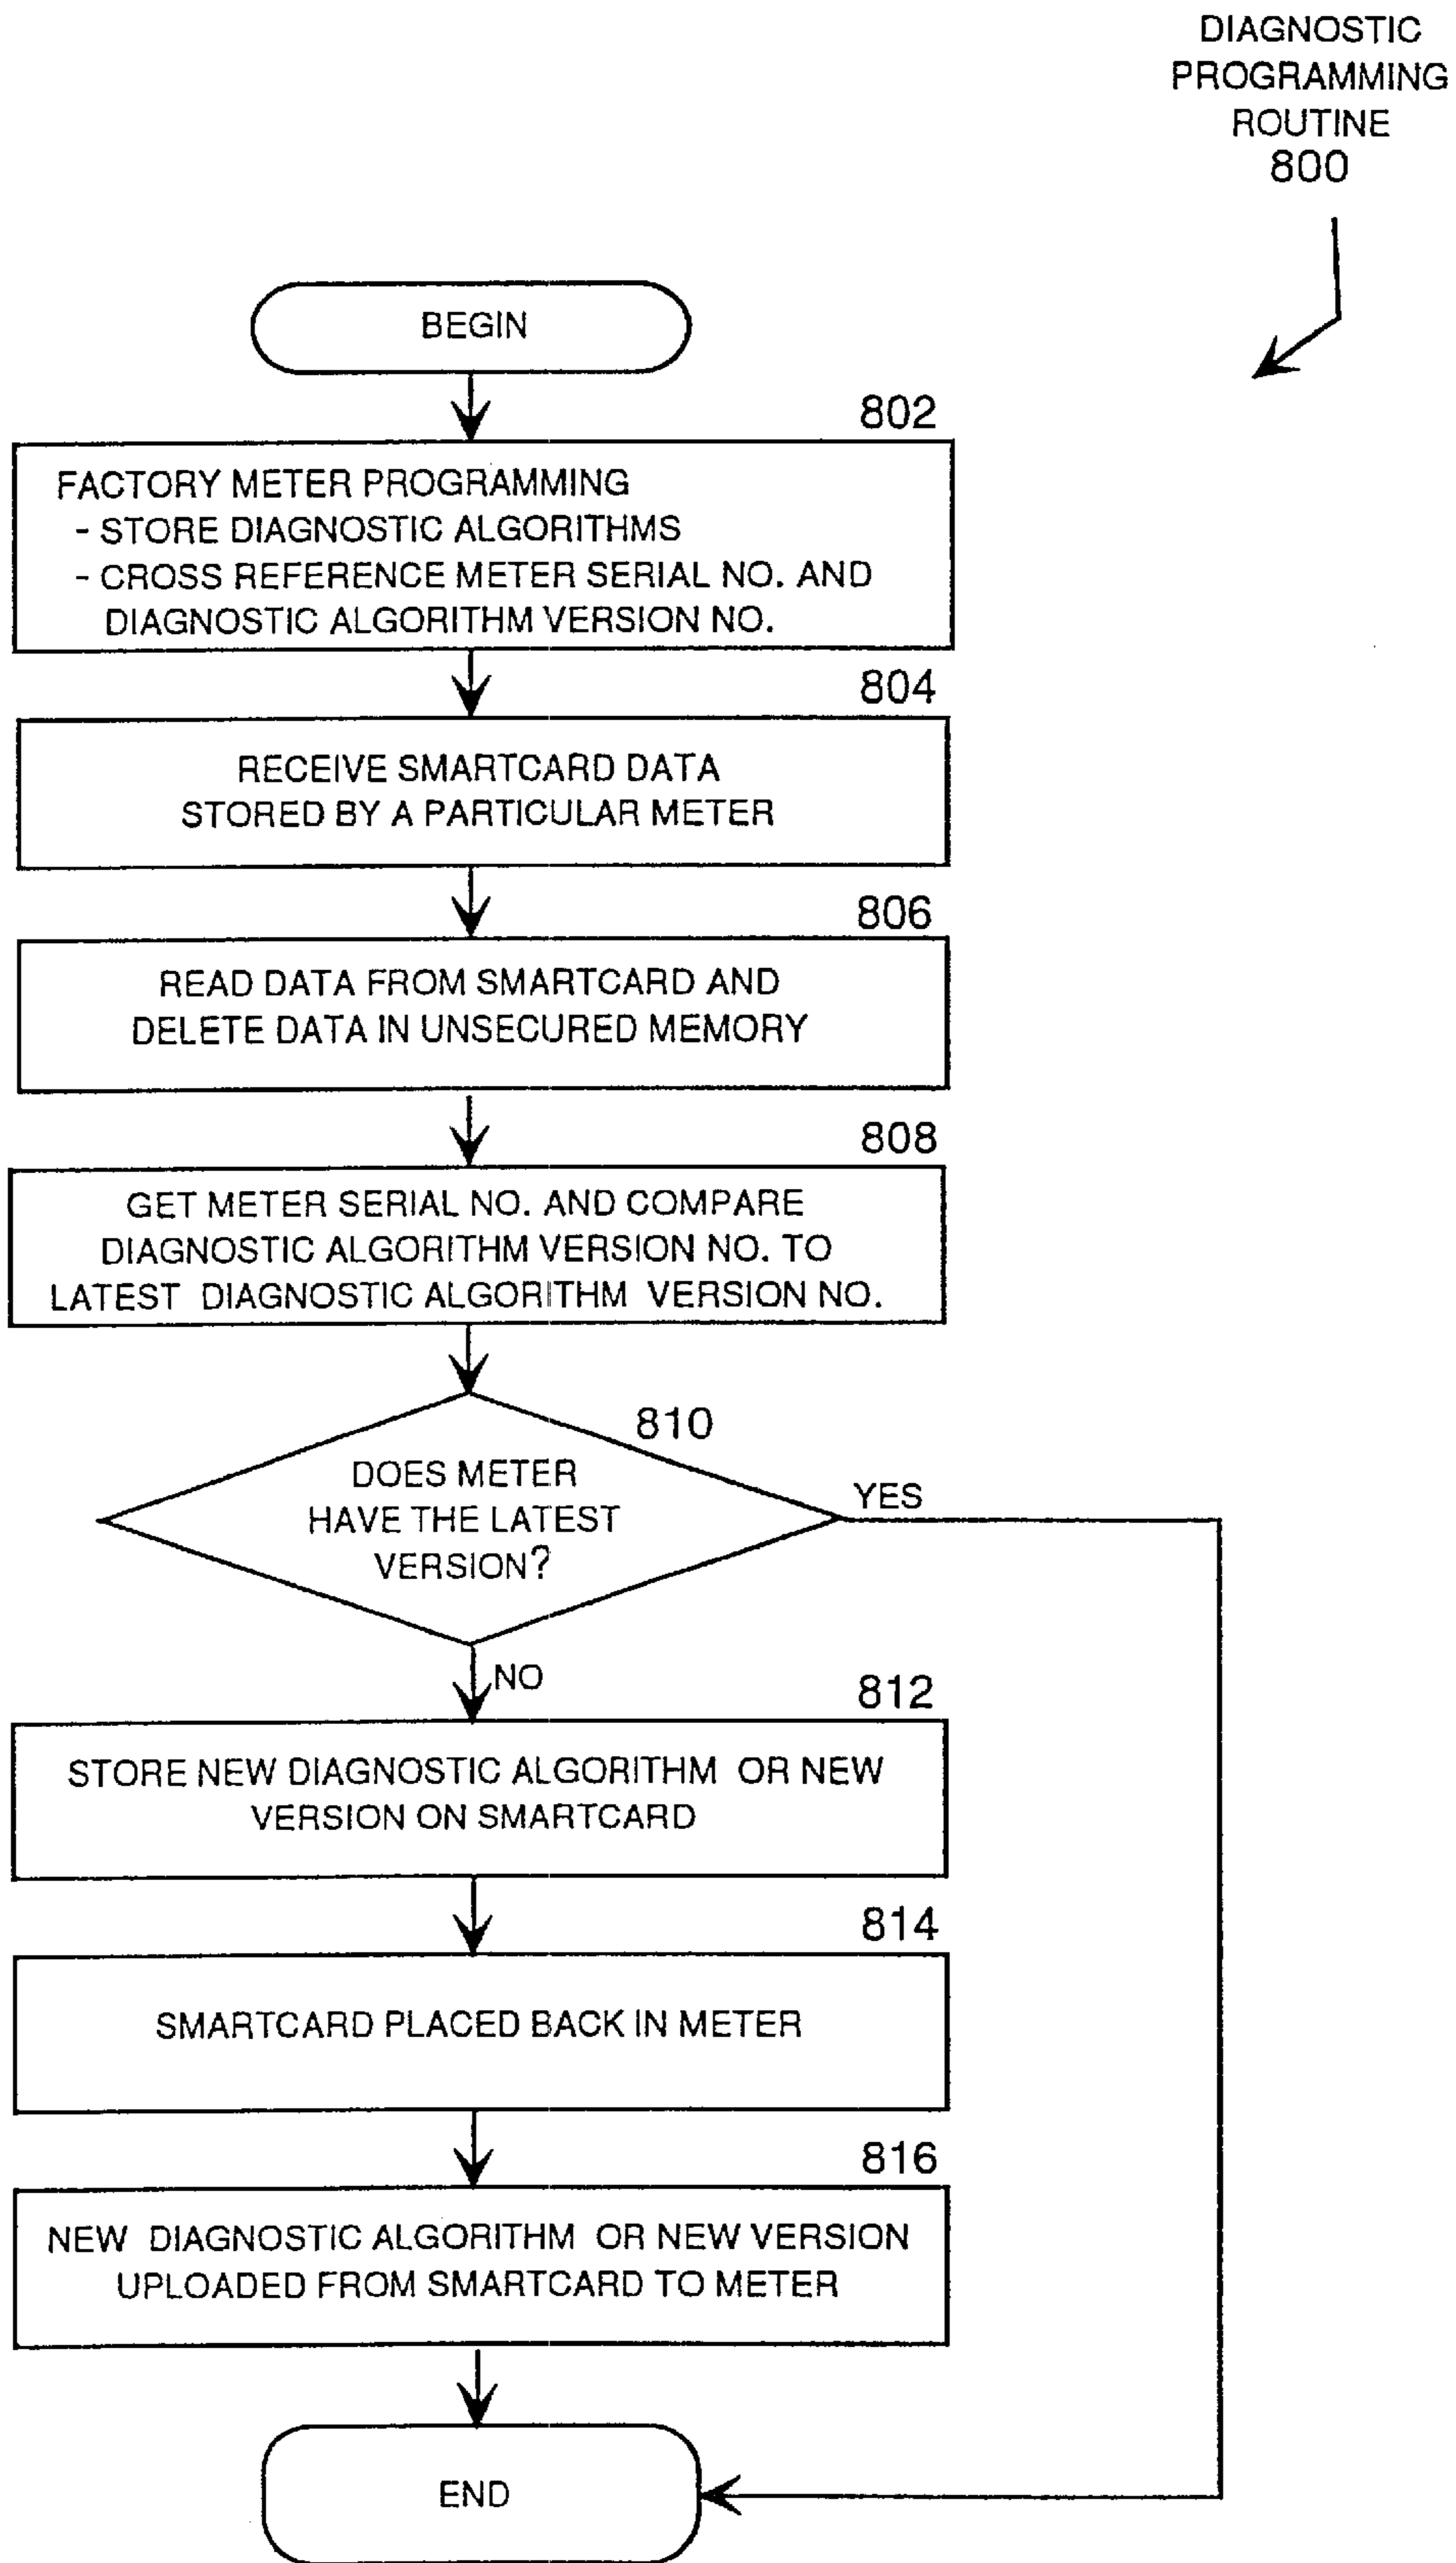 DIAGNOSTIC
PROGRAMMING
ROUTINE
800
BEGIN
802
FACTORY METER PROGRAMMING
- STORE DIAGNOSTIC ALGORITHMS
- CROSS REFERENCE METER SERIAL NO. AND
DIAGNOSTIC ALGORITHM VERSION NO.
804
RECEIVE SMARTCARD DATA
STORED BY A PARTICULAR METER
806
READ DATA FROM SMARTCARD AND
DELETE DATA IN UNSECURED MEMORY
808
GET METER SERIAL NO. AND COMPARE
DIAGNOSTIC ALGORITHM VERSION NO. TO
LATEST DIAGNOSTIC ALGORITHM VERSION NO.
810
DOES METER
HAVE THE LATEST
VERSION?
YES
NO
812
STORE NEW DIAGNOSTIC ALGORITHM OR NEW
VERSION ON SMARTCARD
814
SMARTCARD PLACED BACK IN METER
816
NEW DIAGNOSTIC ALGORITHM OR NEW VERSION
UPLOADED FROM SMARTCARD TO METER
END